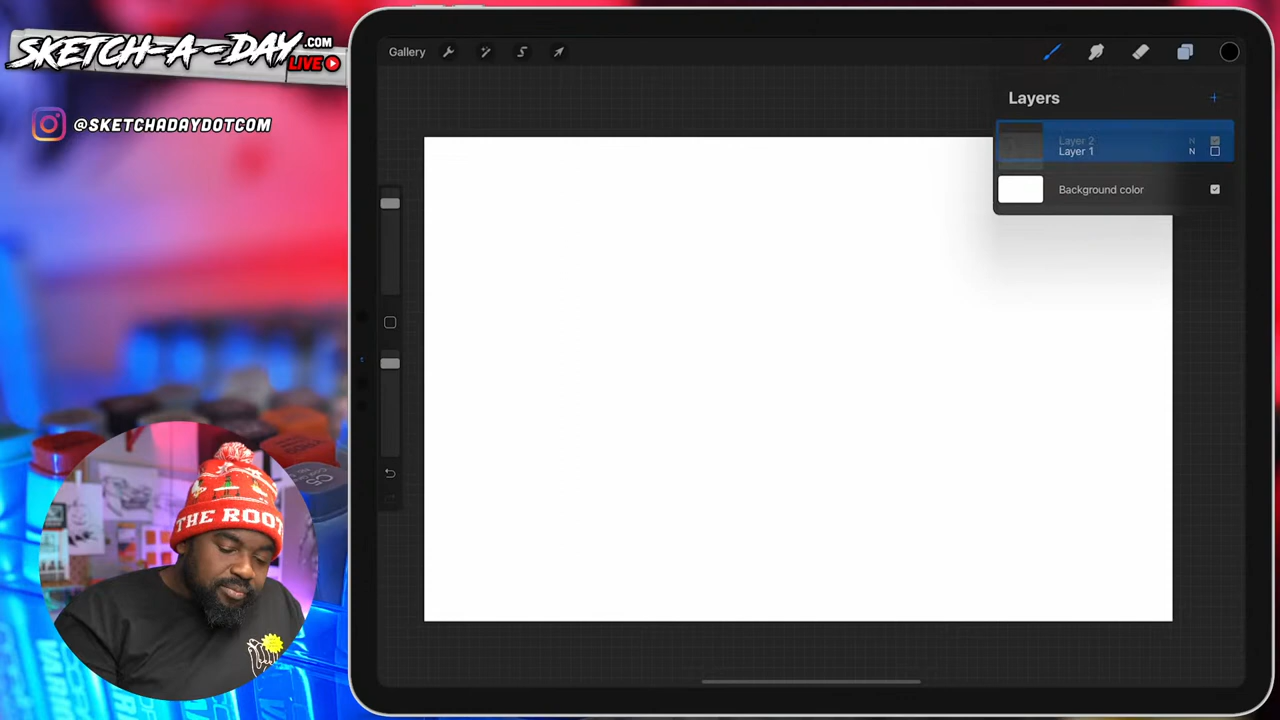 SKETCH-A-DAY.COM
LIVE
@SKETCHADAYDOTCOM
Gallery
Layers
Layer 2 N
Layer 1 N
Background color
THE ROOT